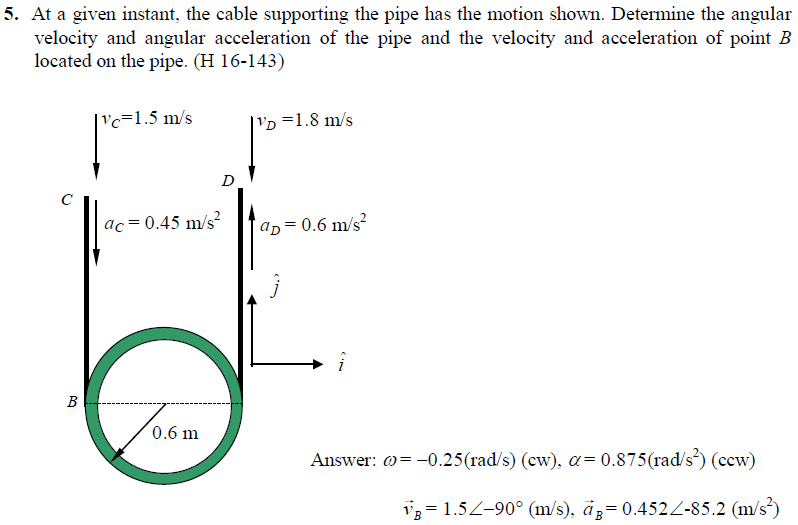 5. At a given instant, the cable supporting the pipe has the motion shown. Determine the angular
velocity and angular acceleration of the pipe and the velocity and acceleration of point B
located on the pipe. (H 16-143)
v_C=1.5 m/s
v_D =1.8 m/s
D
C
a_C = 0.45 m/s²
a_D = 0.6 m/s²
ĵ
î
B
0.6 m
Answer: ω = −0.25(rad/s) (cw), α = 0.875(rad/s²) (ccw)
v⃗_B = 1.5∠−90° (m/s), a⃗_B = 0.452∠-85.2 (m/s²)